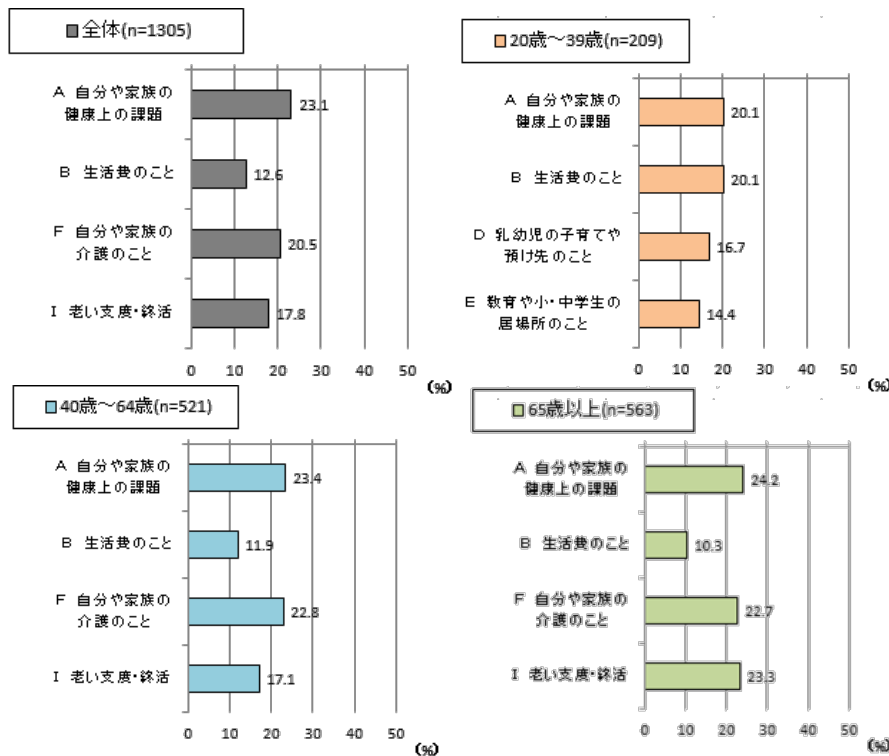 ■全体(n=1305)
0 10 20 30 40 50
A 自分や家族の
健康上の課題
23.1
B 生活費のこと
12.6
F 自分や家族の
介護のこと
20.5
I 老い支度・終活
17.8
0 10 20 30 40 50
(%)
■20歳～39歳(n=209)
0 10 20 30 40 50
A 自分や家族の
健康上の課題
20.1
B 生活費のこと
20.1
D 乳幼児の子育てや
預け先のこと
16.7
E 教育や小・中学生の
居場所のこと
14.4
0 10 20 30 40 50
(%)
■40歳～64歳(n=521)
A 自分や家族の
健康上の課題
23.4
B 生活費のこと
11.9
F 自分や家族の
介護のこと
22.8
I 老い支度・終活
17.1
0 10 20 30 40 50
(%)
■65歳以上(n=563)
A 自分や家族の
健康上の課題
24.2
B 生活費のこと
10.3
F 自分や家族の
介護のこと
22.7
I 老い支度・終活
23.3
0 10 20 30 40 50
(%)